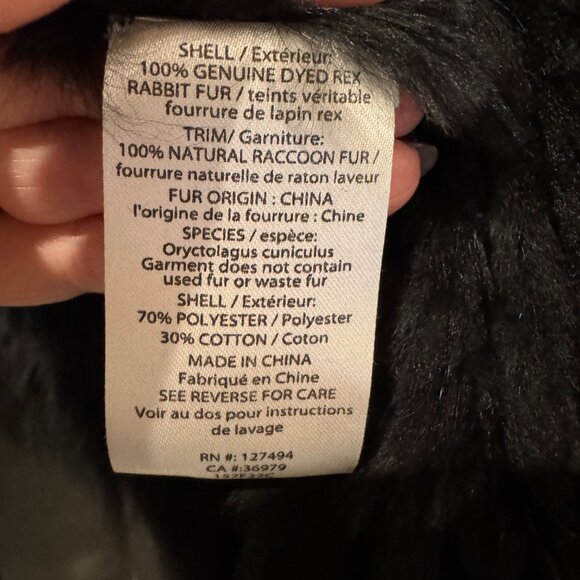 SHELL / Extérieur:
100% GENUINE DYED REX
RABBIT FUR / teints véritable
fourrure de lapin rex
TRIM/ Garniture:
100% NATURAL RACCOON FUR /
fourrure naturelle de raton laveur
FUR ORIGIN : CHINA
l'origine de la fourrure : Chine
SPECIES / espèce:
Oryctolagus cuniculus
Garment does not contain
used fur or waste fur
SHELL / Extérieur:
70% POLYESTER / Polyester
30% COTTON / Coton
MADE IN CHINA
Fabriqué en Chine
SEE REVERSE FOR CARE
Voir au dos pour instructions
de lavage
RN #: 127494
CA #:36979